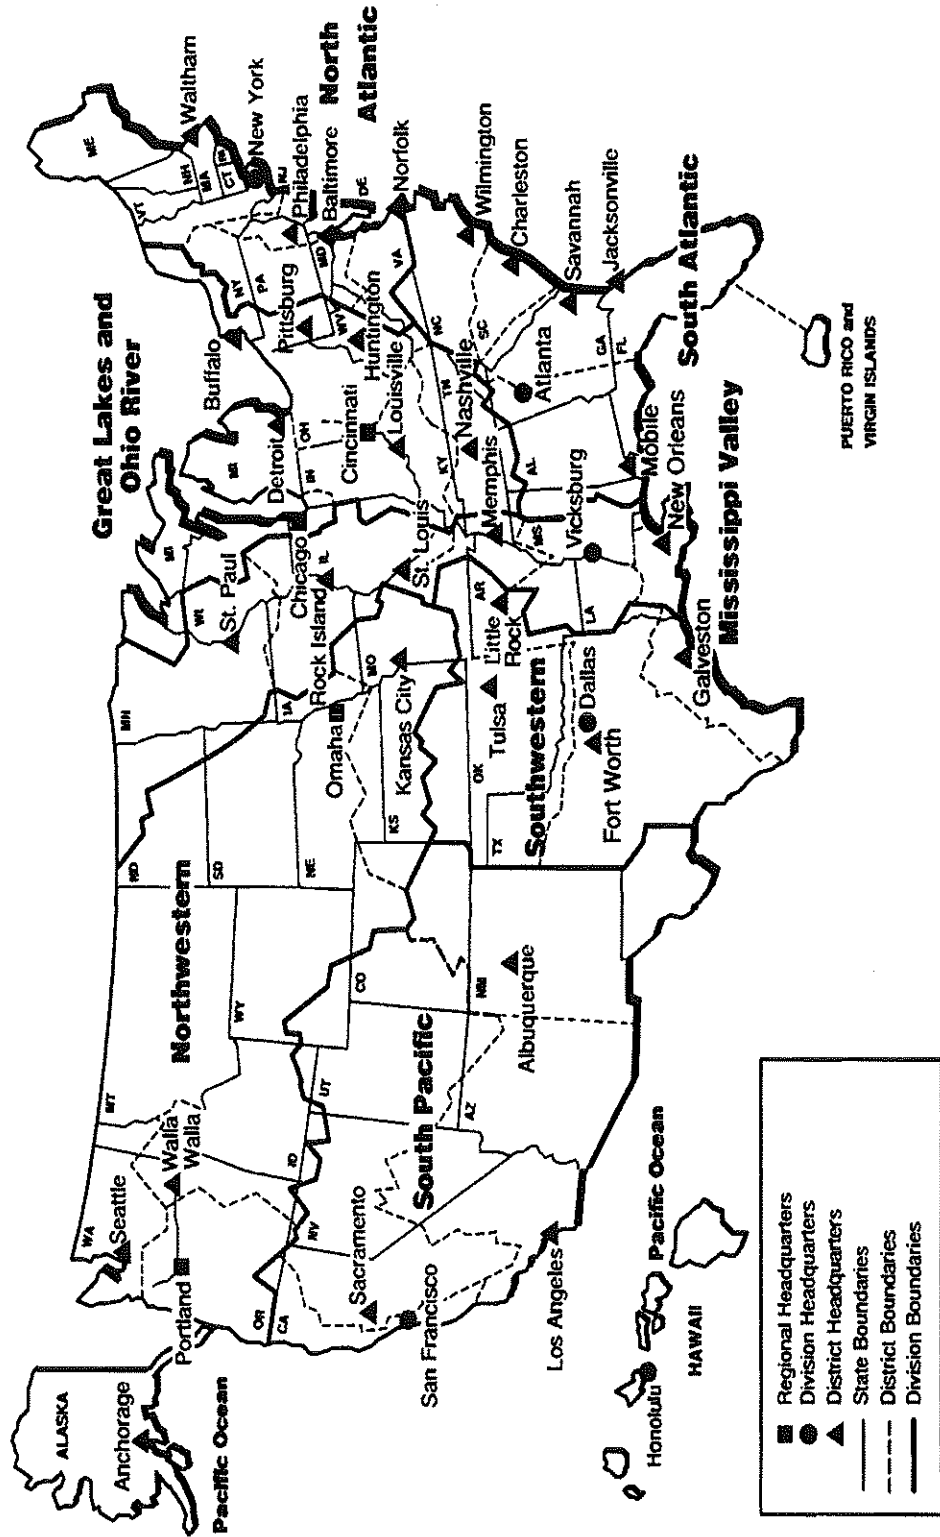 ALASKA
Anchorage
Pacific Ocean
WA
Seattle
Walla
Walla
Portland
OR
CA
MT
ID
NV
Sacramento
San Francisco
Los Angeles
Northwestern
WY
UT
CO
South Pacific
AZ
NM
Albuquerque
ND
SD
NE
KS
Omaha
Kansas City
TX
OK
Tulsa
Southwestern
Dallas
Fort Worth
Galveston
MH
WI
St. Paul
IA
Rock Island
MO
Chicago
IL
St. Louis
AR
Little
Rock
LA
MI
MI
Great Lakes and
Ohio River
Detroit
IN
OH
Cincinnati
Louisville
KY
Memphis
Nashville
TN
MS
AL
Vicksburg
New Orleans
Mobile
Mississippi Valley
Buffalo
NY
PA
Pittsburg
WV
Huntington
VT
ME
NH
MA
CT
RI
Waltham
New York
NJ
Philadelphia
Baltimore
MD
DE
North
Atlantic
VA
Norfolk
NC
SC
Wilmington
Charleston
Savannah
Jacksonville
Atlanta
GA
FL
South Atlantic
PUERTO RICO and
VIRGIN ISLANDS
Honolulu
HAWAII
Pacific Ocean
Regional Headquarters
Division Headquarters
District Headquarters
State Boundaries
District Boundaries
Division Boundaries